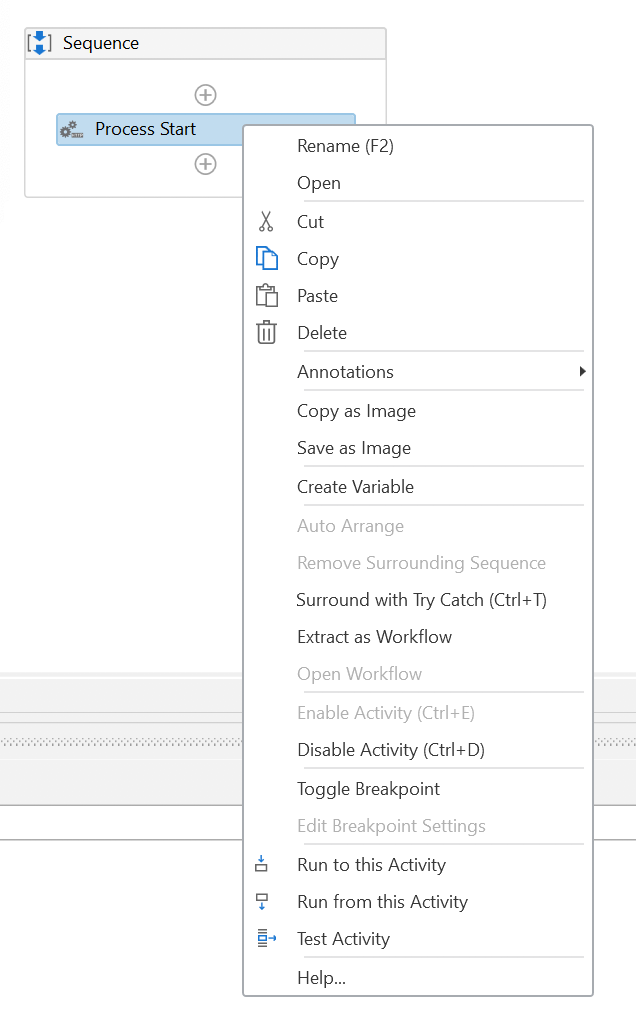 Sequence
Process Start
Rename (F2)
Open
Cut
Copy
Paste
Delete
Annotations
Copy as Image
Save as Image
Create Variable
Auto Arrange
Remove Surrounding Sequence
Surround with Try Catch (Ctrl+T)
Extract as Workflow
Open Workflow
Enable Activity (Ctrl+E)
Disable Activity (Ctrl+D)
Toggle Breakpoint
Edit Breakpoint Settings
Run to this Activity
Run from this Activity
Test Activity
Help...